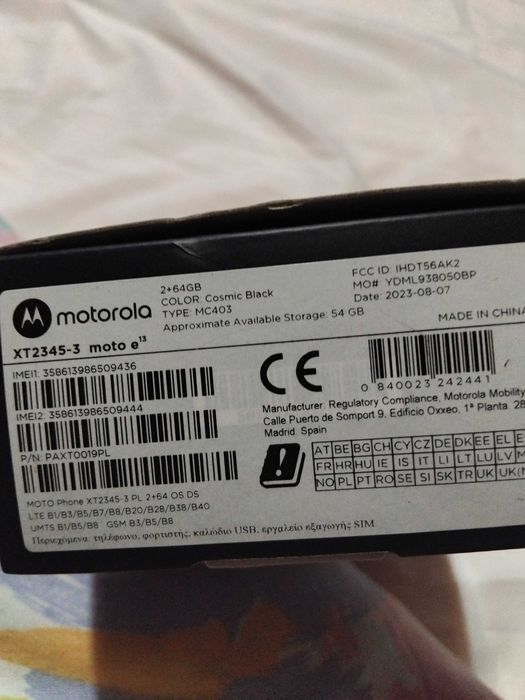 2+64GB
COLOR: Cosmic Black
TYPE: MC403
Approximate Available Storage: 54 GB
FCC ID: IHDT56AK2
MO#: YDML938050BP
Date: 2023-08-07
motorola
XT2345-3 moto e¹³
MADE IN CHINA
IMEI1: 358613986509436
IMEI2: 358613986509444
P/N: PAXT0019PL
CE
0 840023 242441
Manufacturer: Regulatory Compliance, Motorola Mobility
Calle Puerto de Somport 9, Edificio Oxxeo, 1ª Planta, 28
Madrid. Spain
AT BE BG CH CY CZ DE DK EE EL
FR HR HU IE IS IT LI LT LU LV
NO PL PT RO SE SI SK TR UK
MOTO Phone XT2345-3 PL 2+64 OS DS
LTE B1/B3/B5/B7/B8/B20/B28/B38/B40
UMTS B1/B5/B8 GSM B3/B5/B8
Περιεχόμενα: τηλέφωνο, φορτιστής, καλώδιο USB, εργαλείο εξαγωγής SIM